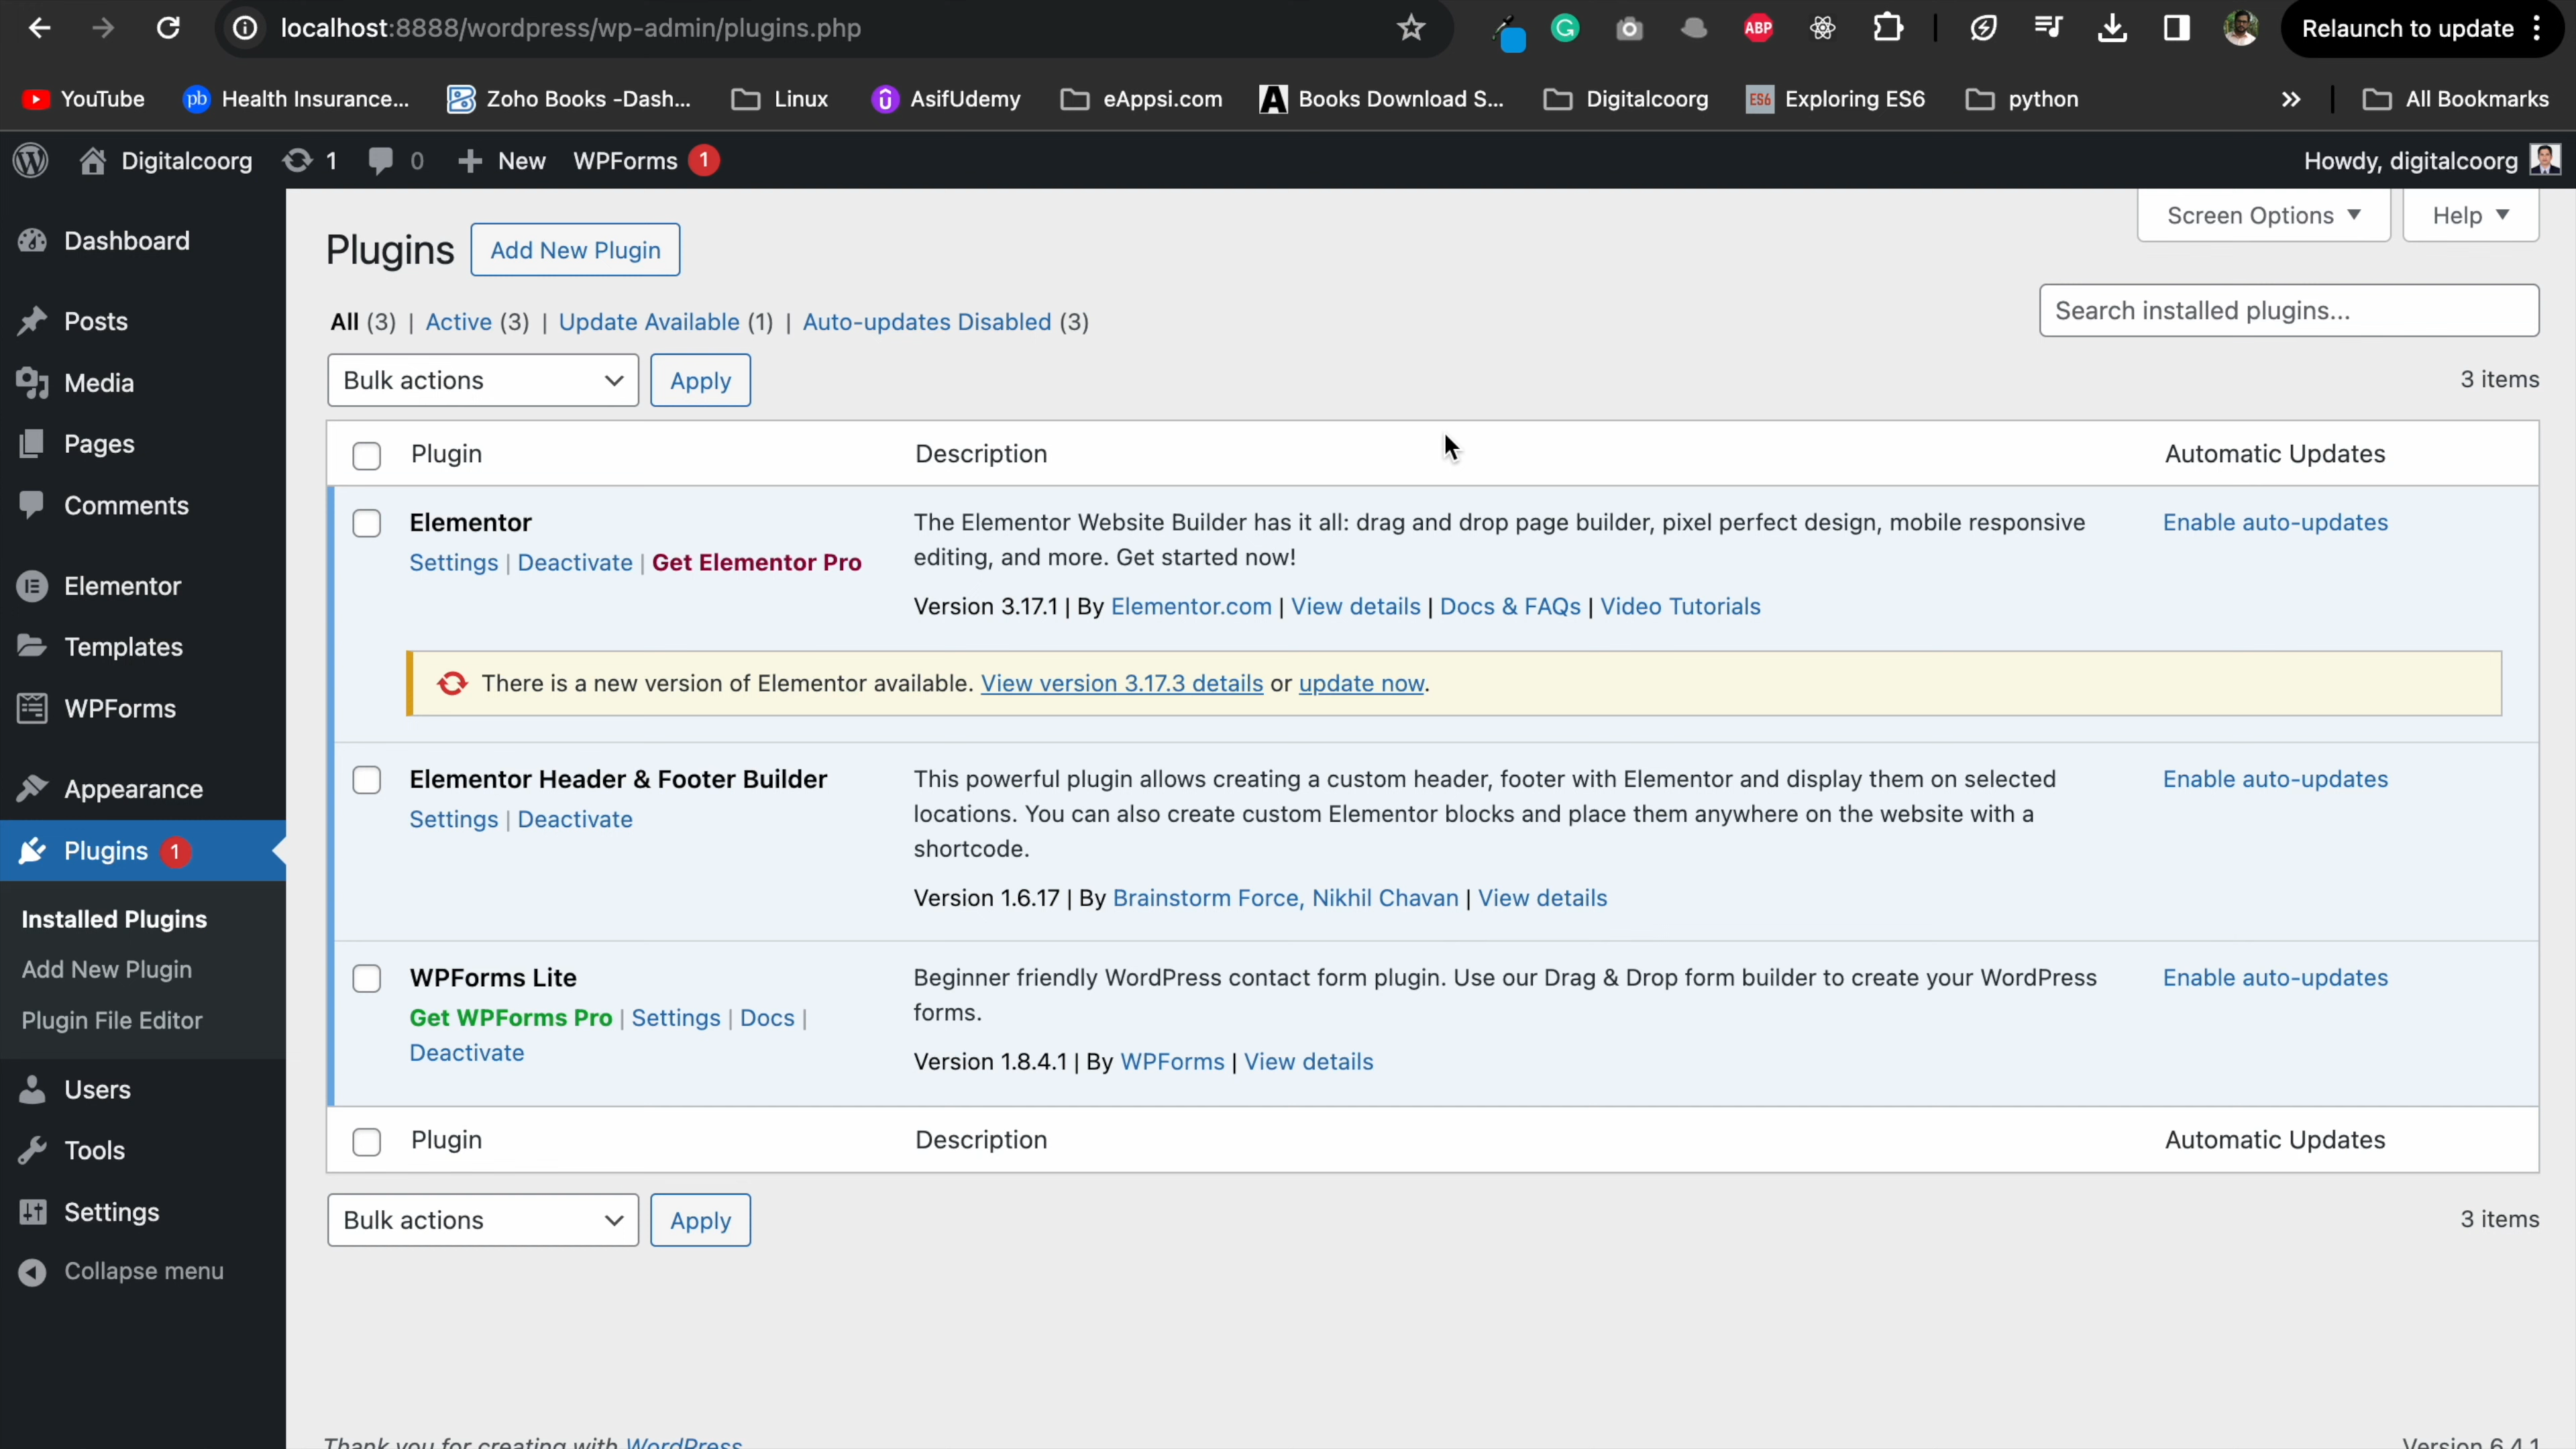 localhost:8888/wordpress/wp-admin/plugins.php
ABP
Relaunch to update
YouTube
pb Health Insurance...
Zoho Books -Dash...
Linux
AsifUdemy
eAppsi.com
A Books Download S...
Digitalcoorg
ES6 Exploring ES6
python
All Bookmarks
Digitalcoorg 1 0 New WPForms 1
Howdy, digitalcoorg
Dashboard
Posts
Media
Pages
Comments
Elementor
Templates
WPForms
Appearance
Plugins 1
Installed Plugins
Add New Plugin
Plugin File Editor
Users
Tools
Settings
Collapse menu
Screen Options
Help
Plugins
Add New Plugin
All (3) | Active (3) | Update Available (1) | Auto-updates Disabled (3)
Search installed plugins...
Bulk actions
Apply
3 items
Plugin
Description
Automatic Updates
Elementor
Settings | Deactivate | Get Elementor Pro
The Elementor Website Builder has it all: drag and drop page builder, pixel perfect design, mobile responsive
editing, and more. Get started now!
Version 3.17.1 | By Elementor.com | View details | Docs & FAQs | Video Tutorials
Enable auto-updates
There is a new version of Elementor available. View version 3.17.3 details or update now.
Elementor Header & Footer Builder
Settings | Deactivate
This powerful plugin allows creating a custom header, footer with Elementor and display them on selected
locations. You can also create custom Elementor blocks and place them anywhere on the website with a
shortcode.
Version 1.6.17 | By Brainstorm Force, Nikhil Chavan | View details
Enable auto-updates
WPForms Lite
Get WPForms Pro | Settings | Docs |
Deactivate
Beginner friendly WordPress contact form plugin. Use our Drag & Drop form builder to create your WordPress
forms.
Version 1.8.4.1 | By WPForms | View details
Enable auto-updates
Plugin
Description
Automatic Updates
Bulk actions
Apply
3 items
Thank you for creating with WordPress
Version 6.4.1